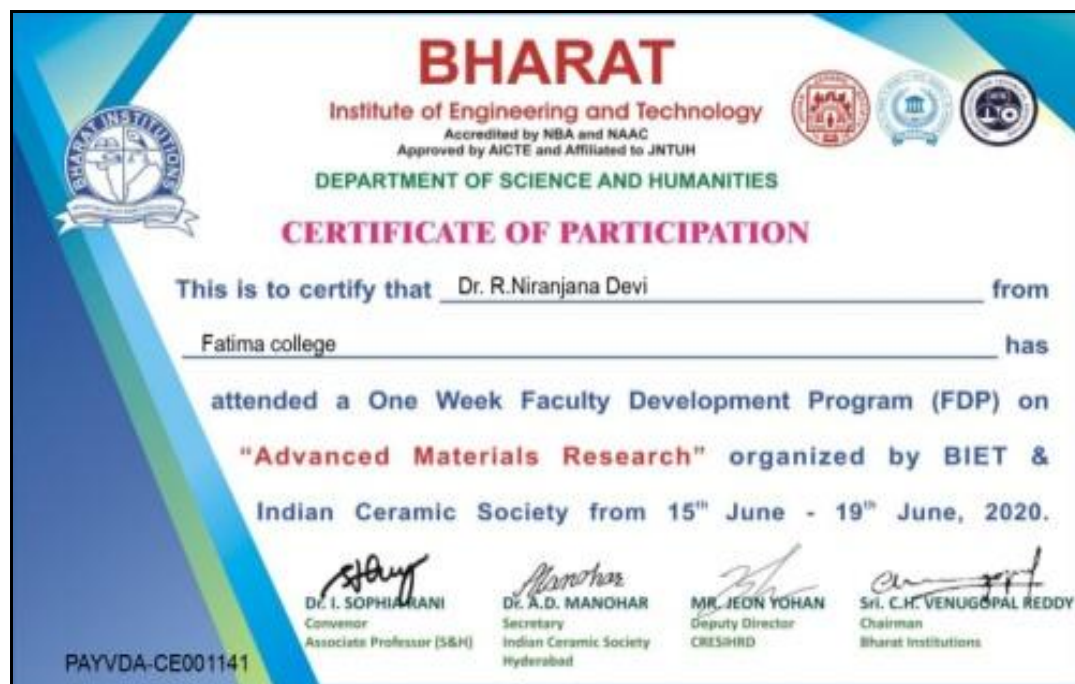 BHARAT
Institute of Engineering and Technology
Accredited by NBA and NAAC
Approved by AICTE and Affiliated to JNTUH
DEPARTMENT OF SCIENCE AND HUMANITIES
BHARAT INSTITUTIONS
CERTIFICATE OF PARTICIPATION
This is to certify that Dr. R.Niranjana Devi from
Fatima college has
attended a One Week Faculty Development Program (FDP) on
“Advanced Materials Research” organized by BIET &
Indian Ceramic Society from 15th June - 19th June, 2020.
Manohar
Dr. I. SOPHIA RANI
Convenor
Associate Professor (S&H)
Dr. A.D. MANOHAR
Secretary
Indian Ceramic Society
Hyderabad
MR. JEON YOHAN
Deputy Director
CRESIHRD
Sri. C.H. VENUGOPAL REDDY
Chairman
Bharat Institutions
PAYVDA-CE001141